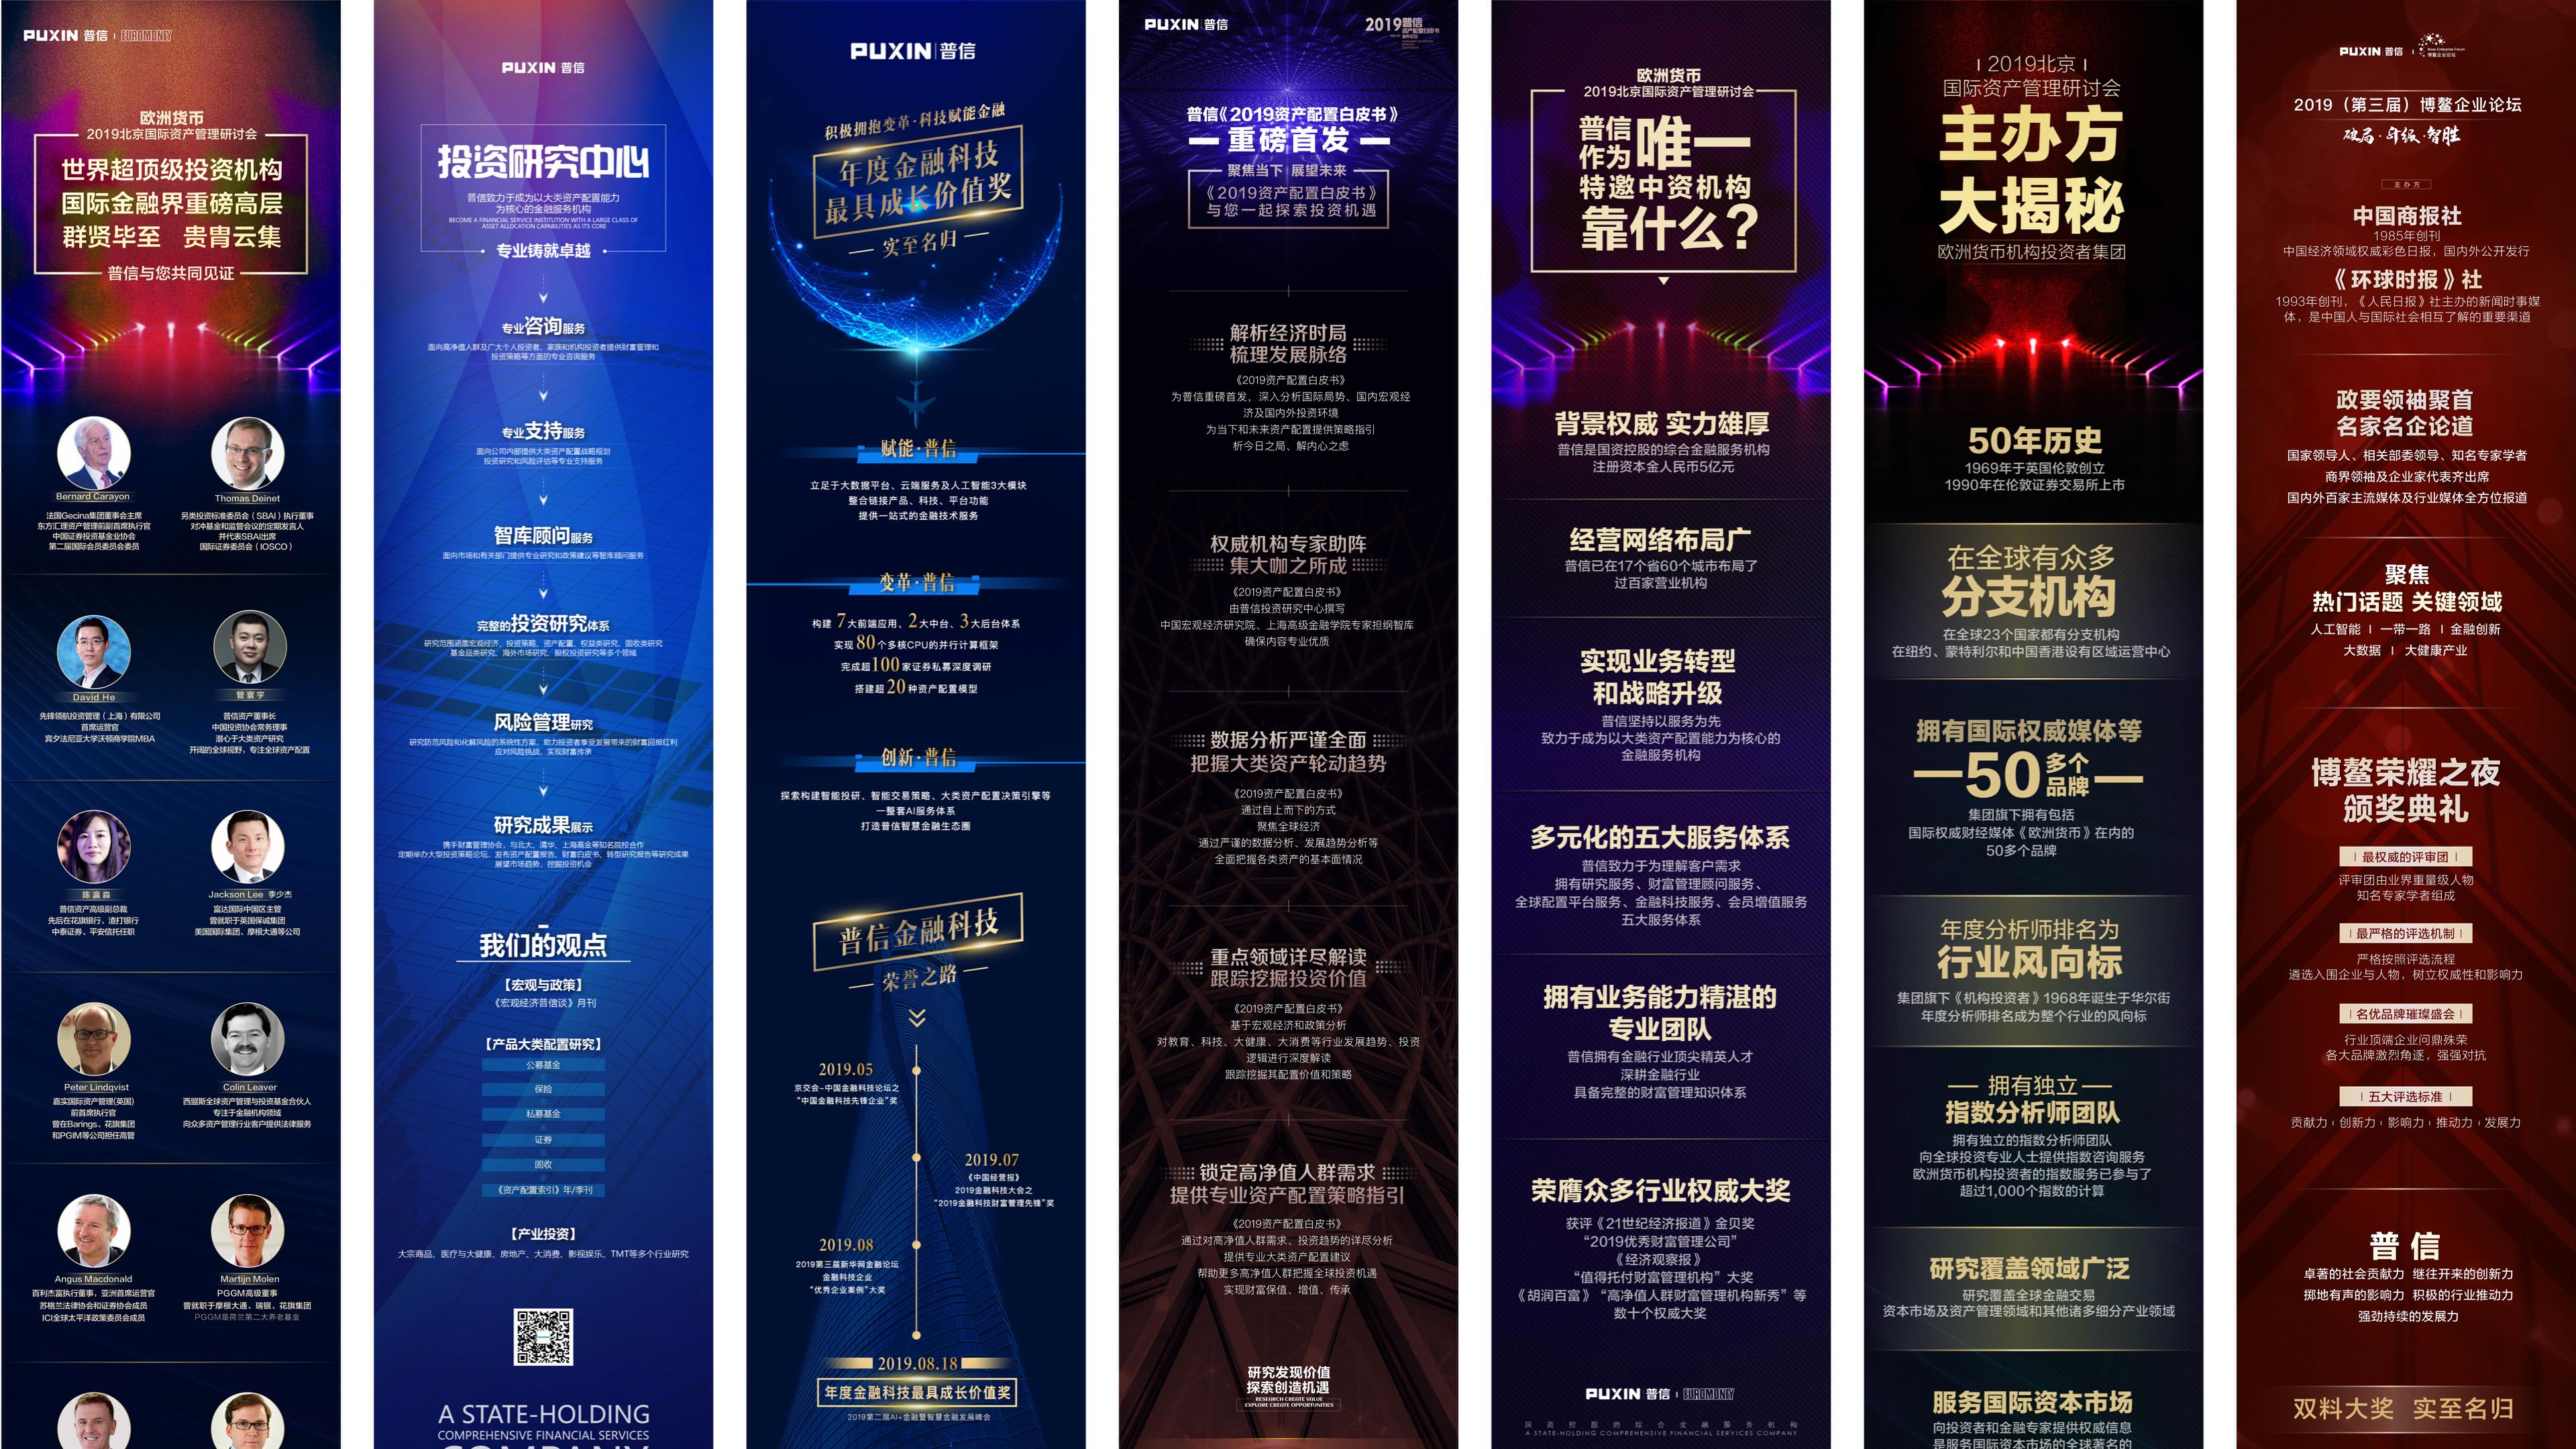 PUXIN 普信 | EUROMONEY
欧洲货币
2019北京国际资产管理研讨会
世界超顶级投资机构
国际金融界重磅高层
群贤毕至 贵胄云集
普信与您共同见证
Bernard Carayon
法国Gecina集团董事会主席
东方汇理资产管理前副首席执行官
中国证券投资基金业协会
第二届国际会员委员会委员
Thomas Deinet
另类投资标准委员会（SBAI）执行董事
对冲基金和监管会议的定期发言人
并代表SBAI出席
国际证券委员会（IOSCO）
David He
先锋领航投资管理（上海）有限公司
首席运营官
宾夕法尼亚大学沃顿商学院MBA
管寰宇
普信资产董事长
中国投资协会常务理事
潜心于大类资产研究
开阔的全球视野，专注全球资产配置
陈瀛淼
普信资产高级副总裁
先后在花旗银行、渣打银行
中泰证券、平安信托任职
Jackson Lee 李少杰
富达国际中国区主管
曾就职于英国保诚集团
美国国际集团、摩根大通等公司
Peter Lindqvist
嘉实国际资产管理(英国)
前首席执行官
曾在Barings、花旗集团
和PGIM等公司担任高管
Colin Leaver
西盟斯全球资产管理与投资基金合伙人
专注于金融机构领域
向众多资产管理行业客户提供法律服务
Angus Macdonald
百利杰富执行董事，亚洲首席运营官
苏格兰法律协会和证券协会成员
ICI全球太平洋政策委员会成员
Martijn Molen
PGGM高级董事
曾就职于摩根大通、瑞银、花旗集团
PGGM是荷兰第二大养老基金
PUXIN 普信
投资研究中心
普信致力于成为以大类资产配置能力
为核心的金融服务机构
BECOME A FINANCIAL SERVICE INSTITUTION WITH A LARGE CLASS OF
ASSET ALLOCATION CAPABILITIES AS ITS CORE
专业铸就卓越
专业咨询服务
面向高净值人群及广大个人投资者、家族和机构投资者提供财富管理和
投资策略等方面的专业咨询服务
专业支持服务
面向公司内部提供大类资产配置战略规划
投资研究和风险评估等专业支持服务
智库顾问服务
面向市场和有关部门提供专业研究和政策建议等智库顾问服务
完整的投资研究体系
研究范围涵盖宏观经济、投资策略、资产配置、权益类研究、固收类研究
基金品类研究、海外市场研究、股权投资研究等多个领域
风险管理研究
研究防范风险和化解风险的系统性方案，助力投资者享受发展带来的财富回报红利
应对风险挑战，实现财富传承
研究成果展示
携手财富管理协会，与北大、清华、上海高金等知名院校合作
定期举办大型投资策略论坛，发布资产配置报告、财富白皮书、转型研究报告等研究成果
展望市场趋势，挖掘投资机会
我们的观点
【宏观与政策】
《宏观经济普信谈》月刊
【产品大类配置研究】
公募基金
保险
私募基金
证券
固收
《资产配置索引》年/季刊
【产业投资】
大宗商品、医疗与大健康、房地产、大消费、影视娱乐、TMT等多个行业研究
A STATE-HOLDING
COMPREHENSIVE FINANCIAL SERVICES
COMPANY
PUXIN 普信
积极拥抱变革·科技赋能金融
年度金融科技
最具成长价值奖
实至名归
赋能·普信
立足于大数据平台、云端服务及人工智能3大模块
整合链接产品、科技、平台功能
提供一站式的金融技术服务
变革·普信
构建 7大前端应用、2大中台、3大后台体系
实现80个多核CPU的并行计算框架
完成超100家证券私募深度调研
搭建超20种资产配置模型
创新·普信
探索构建智能投研、智能交易策略、大类资产配置决策引擎等
一整套AI服务体系
打造普信智慧金融生态圈
普信金融科技
荣誉之路
2019.05
京交会-中国金融科技论坛之
“中国金融科技先锋企业”奖
2019.07
《中国经营报》
2019金融科技大会之
“2019金融科技财富管理先锋”奖
2019.08
2019第三届新华网金融论坛
金融科技企业
“优秀企业案例”大奖
2019.08.18
年度金融科技最具成长价值奖
2019第二届AI+金融暨智慧金融发展峰会
PUXIN 普信
2019普信
资产配置白皮书
普信《2019资产配置白皮书》
重磅首发
聚焦当下 展望未来
《2019资产配置白皮书》
与您一起探索投资机遇
解析经济时局
梳理发展脉络
《2019资产配置白皮书》
为普信重磅首发，深入分析国际局势、国内宏观经
济及国内外投资环境
为当下和未来资产配置提供策略指引
析今日之局、解内心之虑
权威机构专家助阵
集大咖之所成
《2019资产配置白皮书》
由普信投资研究中心撰写
中国宏观经济研究院、上海高级金融学院专家担纲智库
确保内容专业优质
数据分析严谨全面
把握大类资产轮动趋势
《2019资产配置白皮书》
通过自上而下的方式
聚焦全球经济
通过严谨的数据分析、发展趋势分析等
全面把握各类资产的基本面情况
重点领域详尽解读
跟踪挖掘投资价值
《2019资产配置白皮书》
基于宏观经济和政策分析
对教育、科技、大健康、大消费等行业发展趋势、投资
逻辑进行深度解读
跟踪挖掘其配置价值和策略
锁定高净值人群需求
提供专业资产配置策略指引
《2019资产配置白皮书》
通过对高净值人群需求、投资趋势的详尽分析
提供专业大类资产配置建议
帮助更多高净值人群把握全球投资机遇
实现财富保值、增值、传承
研究发现价值
探索创造机遇
RESEARCH CREATE VALUE
EXPLORE CREATE OPPORTUNITIES
欧洲货币
2019北京国际资产管理研讨会
普信作为唯一
特邀中资机构
靠什么？
背景权威 实力雄厚
普信是国资控股的综合金融服务机构
注册资本金人民币5亿元
经营网络布局广
普信已在17个省60个城市布局了
过百家营业机构
实现业务转型
和战略升级
普信坚持以服务为先
致力于成为以大类资产配置能力为核心的
金融服务机构
多元化的五大服务体系
普信致力于为理解客户需求
拥有研究服务、财富管理顾问服务、
全球配置平台服务、金融科技服务、会员增值服务
五大服务体系
拥有业务能力精湛的
专业团队
普信拥有金融行业顶尖精英人才
深耕金融行业
具备完整的财富管理知识体系
荣膺众多行业权威大奖
获评《21世纪经济报道》金贝奖
“2019优秀财富管理公司”
《经济观察报》
“值得托付财富管理机构”大奖
《胡润百富》“高净值人群财富管理机构新秀”等
数十个权威大奖
PUXIN 普信 | EUROMONEY
国资控股的综合金融服务机构
A STATE-HOLDING COMPREHENSIVE FINANCIAL SERVICES COMPANY
2019北京
国际资产管理研讨会
主办方
大揭秘
欧洲货币机构投资者集团
50年历史
1969年于英国伦敦创立
1990年在伦敦证券交易所上市
在全球有众多
分支机构
在全球23个国家都有分支机构
在纽约、蒙特利尔和中国香港设有区域运营中心
拥有国际权威媒体等
50多个品牌
集团旗下拥有包括
国际权威财经媒体《欧洲货币》在内的
50多个品牌
年度分析师排名为
行业风向标
集团旗下《机构投资者》1968年诞生于华尔街
年度分析师排名成为整个行业的风向标
拥有独立
指数分析师团队
拥有独立的指数分析师团队
向全球投资专业人士提供指数咨询服务
欧洲货币机构投资者的指数服务已参与了
超过1,000个指数的计算
研究覆盖领域广泛
研究覆盖全球金融交易
资本市场及资产管理领域和其他诸多细分产业领域
服务国际资本市场
向投资者和金融专家提供权威信息
是服务国际资本市场的全球著名的
PUXIN 普信
博鳌企业论坛
2019（第三届）博鳌企业论坛
破局·升级·智胜
主办方
中国商报社
1985年创刊
中国经济领域权威彩色日报，国内外公开发行
《环球时报》社
1993年创刊，《人民日报》社主办的新闻时事媒
体，是中国人与国际社会相互了解的重要渠道
政要领袖聚首
名家名企论道
国家领导人、相关部委领导、知名专家学者
商界领袖及企业家代表齐出席
国内外百家主流媒体及行业媒体全方位报道
聚焦
热门话题 关键领域
人工智能 | 一带一路 | 金融创新
大数据 | 大健康产业
博鳌荣耀之夜
颁奖典礼
最权威的评审团
评审团由业界重量级人物
知名专家学者组成
最严格的评选机制
严格按照评选流程
遴选入围企业与人物，树立权威性和影响力
名优品牌璀璨盛会
行业顶端企业问鼎殊荣
各大品牌激烈角逐，强强对抗
五大评选标准
贡献力 | 创新力 | 影响力 | 推动力 | 发展力
普信
卓著的社会贡献力 继往开来的创新力
掷地有声的影响力 积极的行业推动力
强劲持续的发展力
双料大奖 实至名归